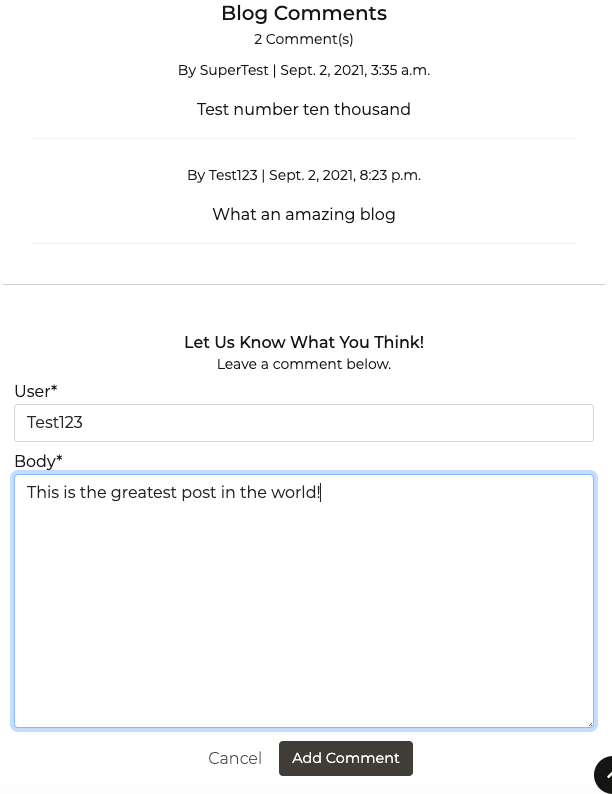 Blog Comments
2 Comment(s)
By SuperTest | Sept. 2, 2021, 3:35 a.m.
Test number ten thousand
By Test123 | Sept. 2, 2021, 8:23 p.m.
What an amazing blog
Let Us Know What You Think!
Leave a comment below.
User*
Test123
Body*
This is the greatest post in the world!
Cancel Add Comment